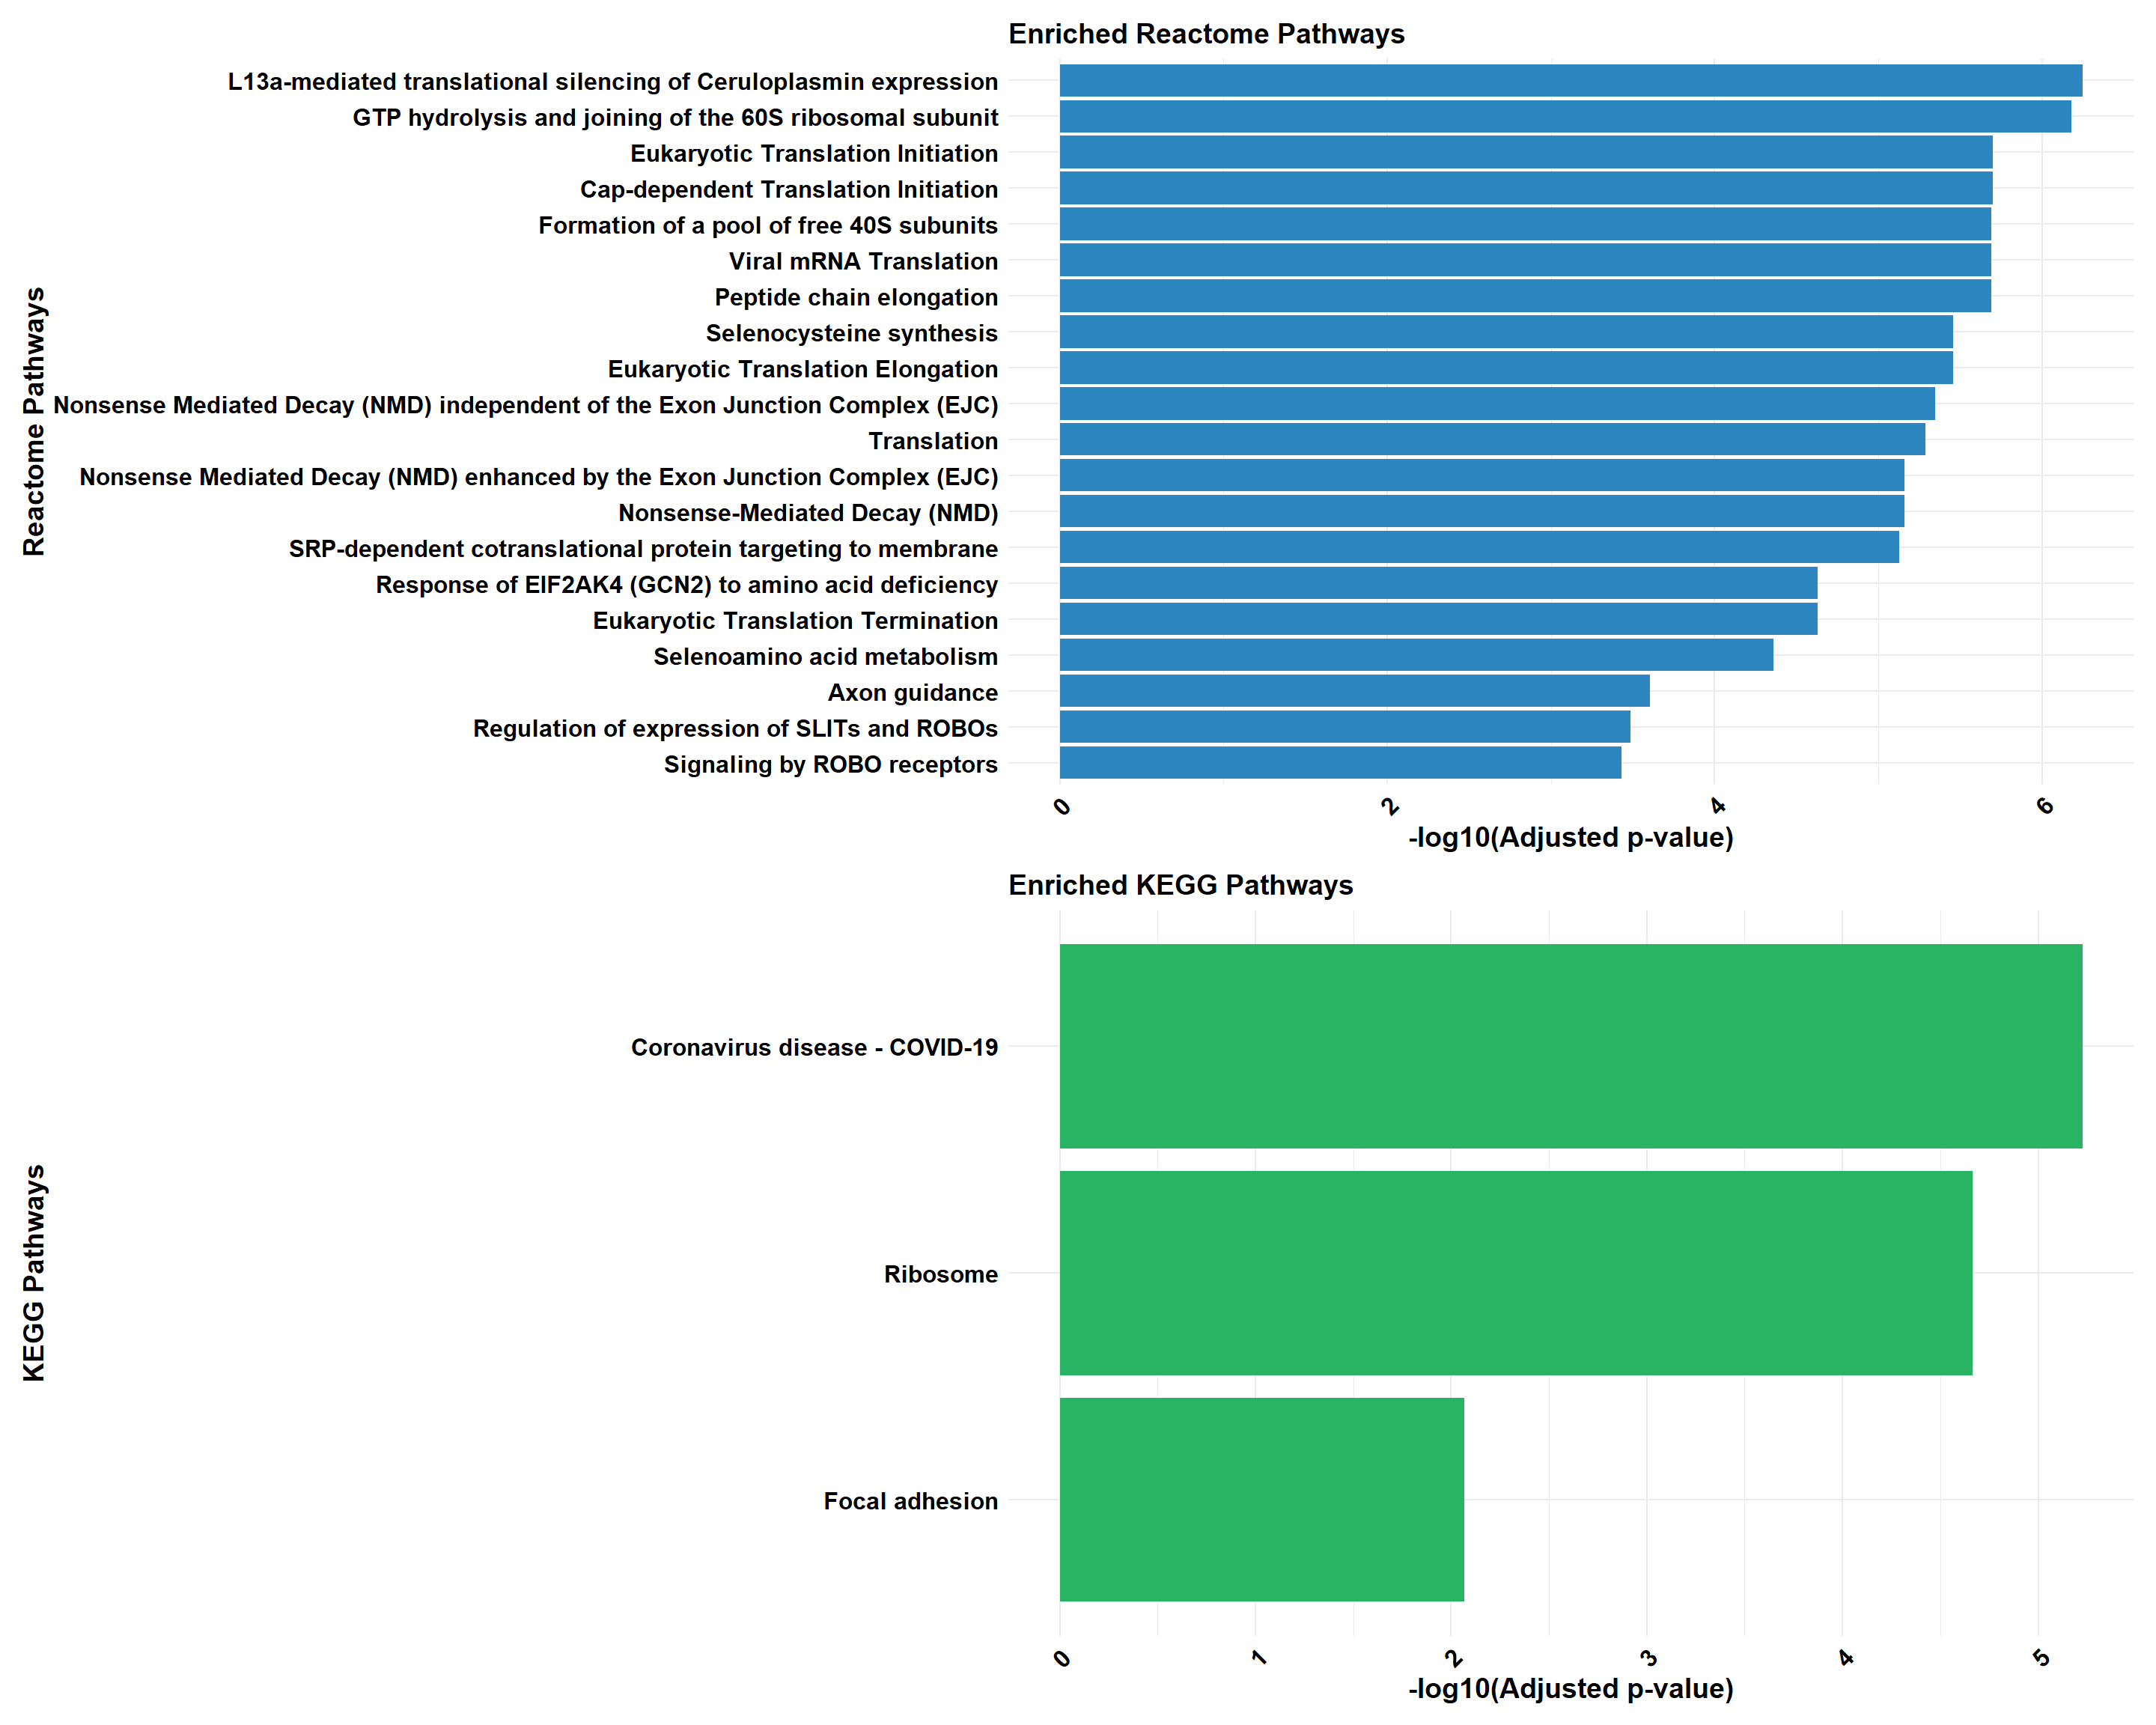 Enriched Reactome Pathways
Reactome Pathways
L13a-mediated translational silencing of Ceruloplasmin expression
GTP hydrolysis and joining of the 60S ribosomal subunit
Eukaryotic Translation Initiation
Cap-dependent Translation Initiation
Formation of a pool of free 40S subunits
Viral mRNA Translation
Peptide chain elongation
Selenocysteine synthesis
Eukaryotic Translation Elongation
Nonsense Mediated Decay (NMD) independent of the Exon Junction Complex (EJC)
Translation
Nonsense Mediated Decay (NMD) enhanced by the Exon Junction Complex (EJC)
Nonsense-Mediated Decay (NMD)
SRP-dependent cotranslational protein targeting to membrane
Response of EIF2AK4 (GCN2) to amino acid deficiency
Eukaryotic Translation Termination
Selenoamino acid metabolism
Axon guidance
Regulation of expression of SLITs and ROBOs
Signaling by ROBO receptors
0 2 4 6
-log10(Adjusted p-value)
Enriched KEGG Pathways
KEGG Pathways
Coronavirus disease - COVID-19
Ribosome
Focal adhesion
0 1 2 3 4 5
-log10(Adjusted p-value)